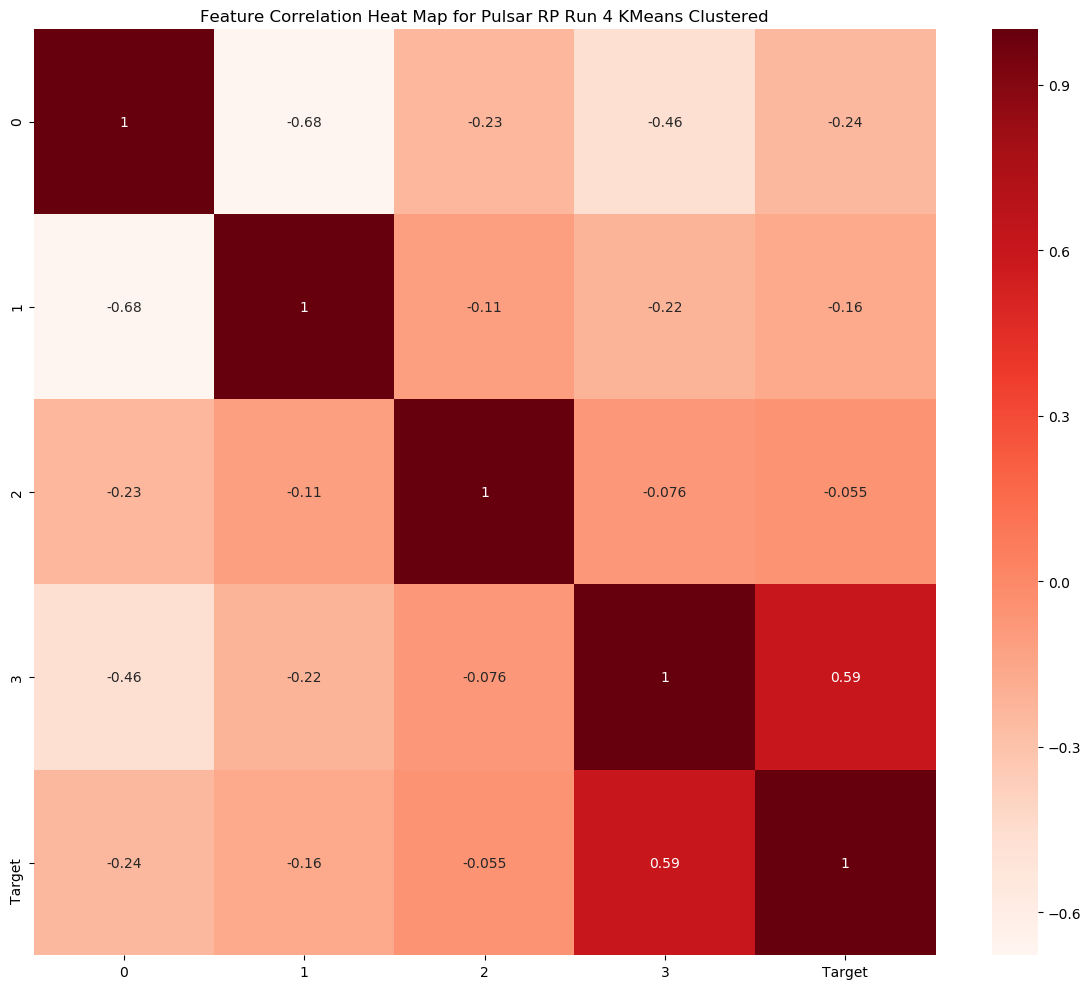 Feature Correlation Heat Map for Pulsar RP Run 4 KMeans Clustered
0 1 -0.68 -0.23 -0.46 -0.24
1 -0.68 1 -0.11 -0.22 -0.16
2 -0.23 -0.11 1 -0.076 -0.055
3 -0.46 -0.22 -0.076 1 0.59
Target -0.24 -0.16 -0.055 0.59 1
0 1 2 3 Target
0.9
0.6
0.3
0.0
−0.3
−0.6